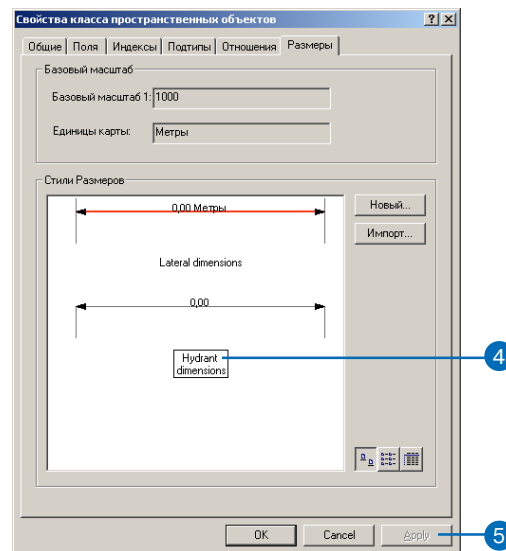 Свойства класса пространственных объектов
Общие Поля Индексы Подтипы Отношения Размеры
Базовый масштаб
Базовый масштаб 1: 1000
Единицы карты: Метры
Стили Размеров
0,00 Метры
Новый...
Импорт...
Lateral dimensions
0,00
Hydrant
dimensions
4
OK Cancel Apply
5